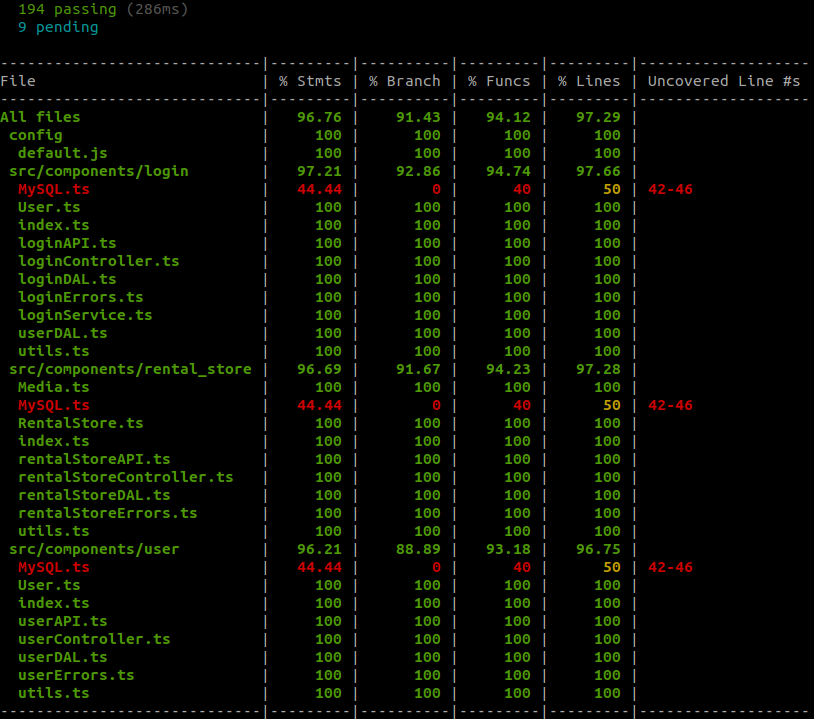 194 passing (286ms)
  9 pending
-----------------------------|---------|----------|---------|---------|-------------------
File                         | % Stmts | % Branch | % Funcs | % Lines | Uncovered Line #s
-----------------------------|---------|----------|---------|---------|-------------------
All files                    |   96.76 |    91.43 |   94.12 |   97.29 |
 config                      |     100 |      100 |     100 |     100 |
  default.js                 |     100 |      100 |     100 |     100 |
 src/components/login        |   97.21 |    92.86 |   94.74 |   97.66 |
  MySQL.ts                   |   44.44 |        0 |      40 |      50 | 42-46
  User.ts                    |     100 |      100 |     100 |     100 |
  index.ts                   |     100 |      100 |     100 |     100 |
  loginAPI.ts                |     100 |      100 |     100 |     100 |
  loginController.ts         |     100 |      100 |     100 |     100 |
  loginDAL.ts                |     100 |      100 |     100 |     100 |
  loginErrors.ts             |     100 |      100 |     100 |     100 |
  loginService.ts            |     100 |      100 |     100 |     100 |
  userDAL.ts                 |     100 |      100 |     100 |     100 |
  utils.ts                   |     100 |      100 |     100 |     100 |
 src/components/rental_store |   96.69 |    91.67 |   94.23 |   97.28 |
  Media.ts                   |     100 |      100 |     100 |     100 |
  MySQL.ts                   |   44.44 |        0 |      40 |      50 | 42-46
  RentalStore.ts             |     100 |      100 |     100 |     100 |
  index.ts                   |     100 |      100 |     100 |     100 |
  rentalStoreAPI.ts          |     100 |      100 |     100 |     100 |
  rentalStoreController.ts   |     100 |      100 |     100 |     100 |
  rentalStoreDAL.ts          |     100 |      100 |     100 |     100 |
  rentalStoreErrors.ts       |     100 |      100 |     100 |     100 |
  utils.ts                   |     100 |      100 |     100 |     100 |
 src/components/user         |   96.21 |    88.89 |   93.18 |   96.75 |
  MySQL.ts                   |   44.44 |        0 |      40 |      50 | 42-46
  User.ts                    |     100 |      100 |     100 |     100 |
  index.ts                   |     100 |      100 |     100 |     100 |
  userAPI.ts                 |     100 |      100 |     100 |     100 |
  userController.ts          |     100 |      100 |     100 |     100 |
  userDAL.ts                 |     100 |      100 |     100 |     100 |
  userErrors.ts              |     100 |      100 |     100 |     100 |
  utils.ts                   |     100 |      100 |     100 |     100 |
-----------------------------|---------|----------|---------|---------|-------------------